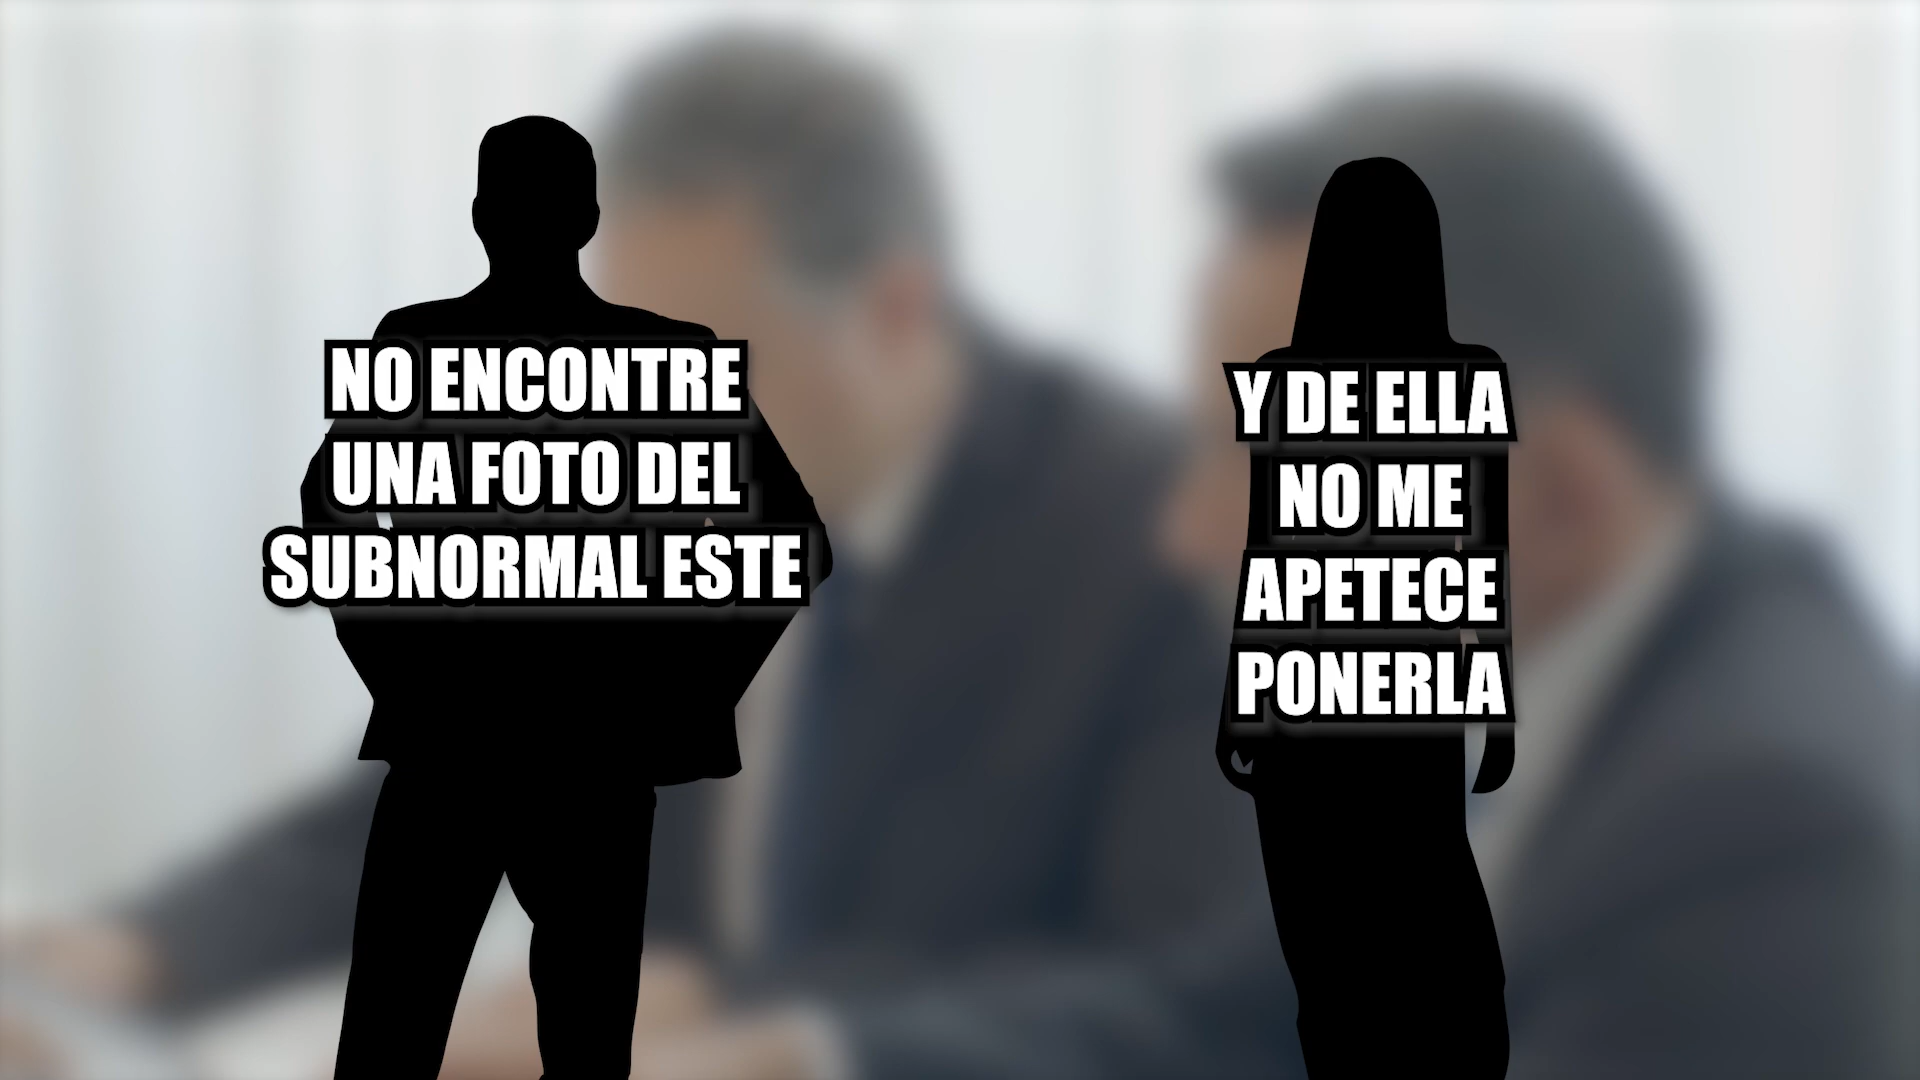 NO ENCONTRE
UNA FOTO DEL
SUBNORMAL ESTE
Y DE ELLA
NO ME
APETECE
PONERLA